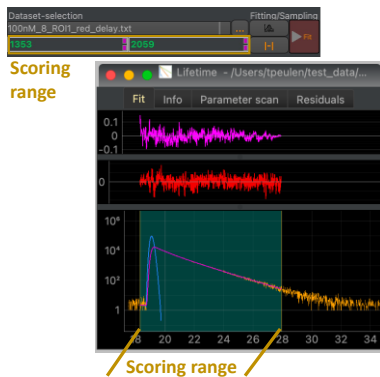 Dataset-selection Fitting/Sampling
100nM_8_ROI1_red_delay.txt ...
1353 2059 |-| Fit
Scoring
range
Lifetime - /Users/tpeulen/test_data/...
Fit Info Parameter scan Residuals
0.1
0
-0.1
0
10⁶
10⁴
10²
1
18 20 22 24 26 28 30 32 34
Scoring range